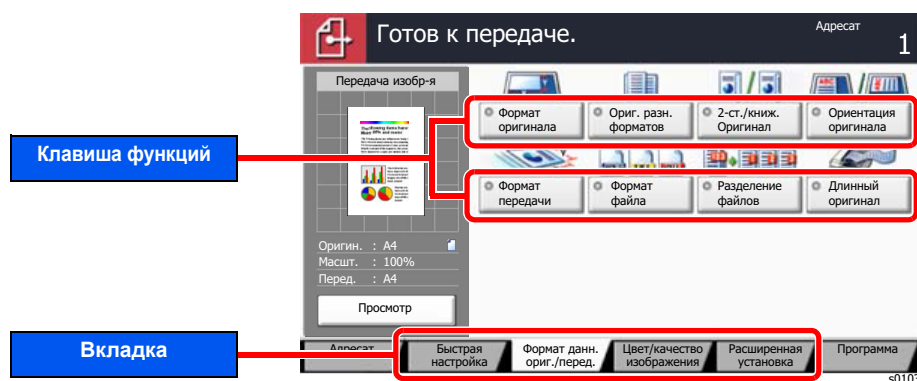 Готов к передаче.
Адресат
1
Передача изобр-я
Формат
оригинала
Ориг. разн.
форматов
2-ст./книж.
Оригинал
Ориентация
оригинала
Клавиша функций
Формат
передачи
Формат
файла
Разделение
файлов
Длинный
оригинал
Оригин. : A4
Масшт. : 100%
Перед. : A4
Просмотр
Вкладка
Адресат
Быстрая
настройка
Формат данн.
ориг./перед.
Цвет/качество
изображения
Расширенная
установка
Программа